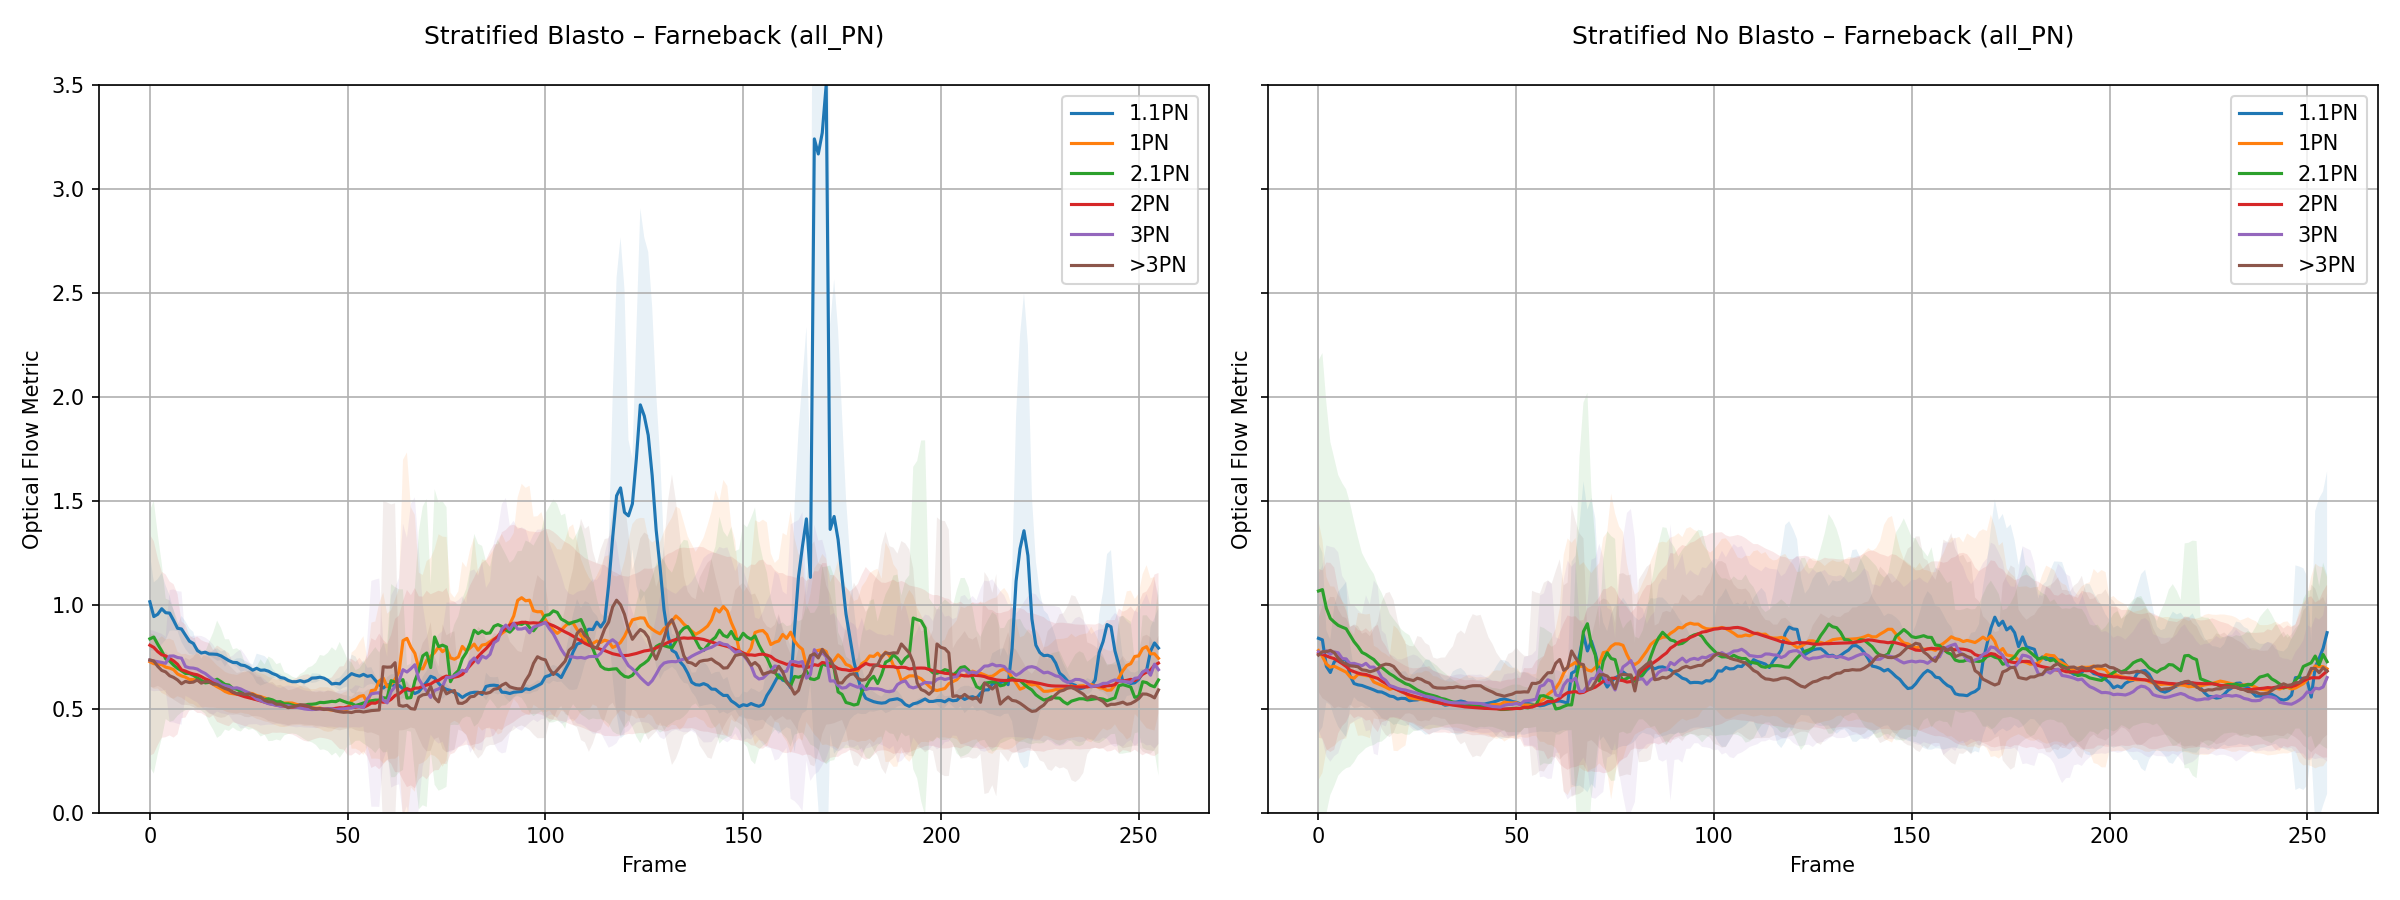 Stratified Blasto – Farneback (all_PN)
Optical Flow Metric
3.5
3.0
2.5
2.0
1.5
1.0
0.5
0.0
1.1PN
1PN
2.1PN
2PN
3PN
>3PN
0 50 100 150 200 250
Frame
Stratified No Blasto – Farneback (all_PN)
Optical Flow Metric
1.1PN
1PN
2.1PN
2PN
3PN
>3PN
0 50 100 150 200 250
Frame